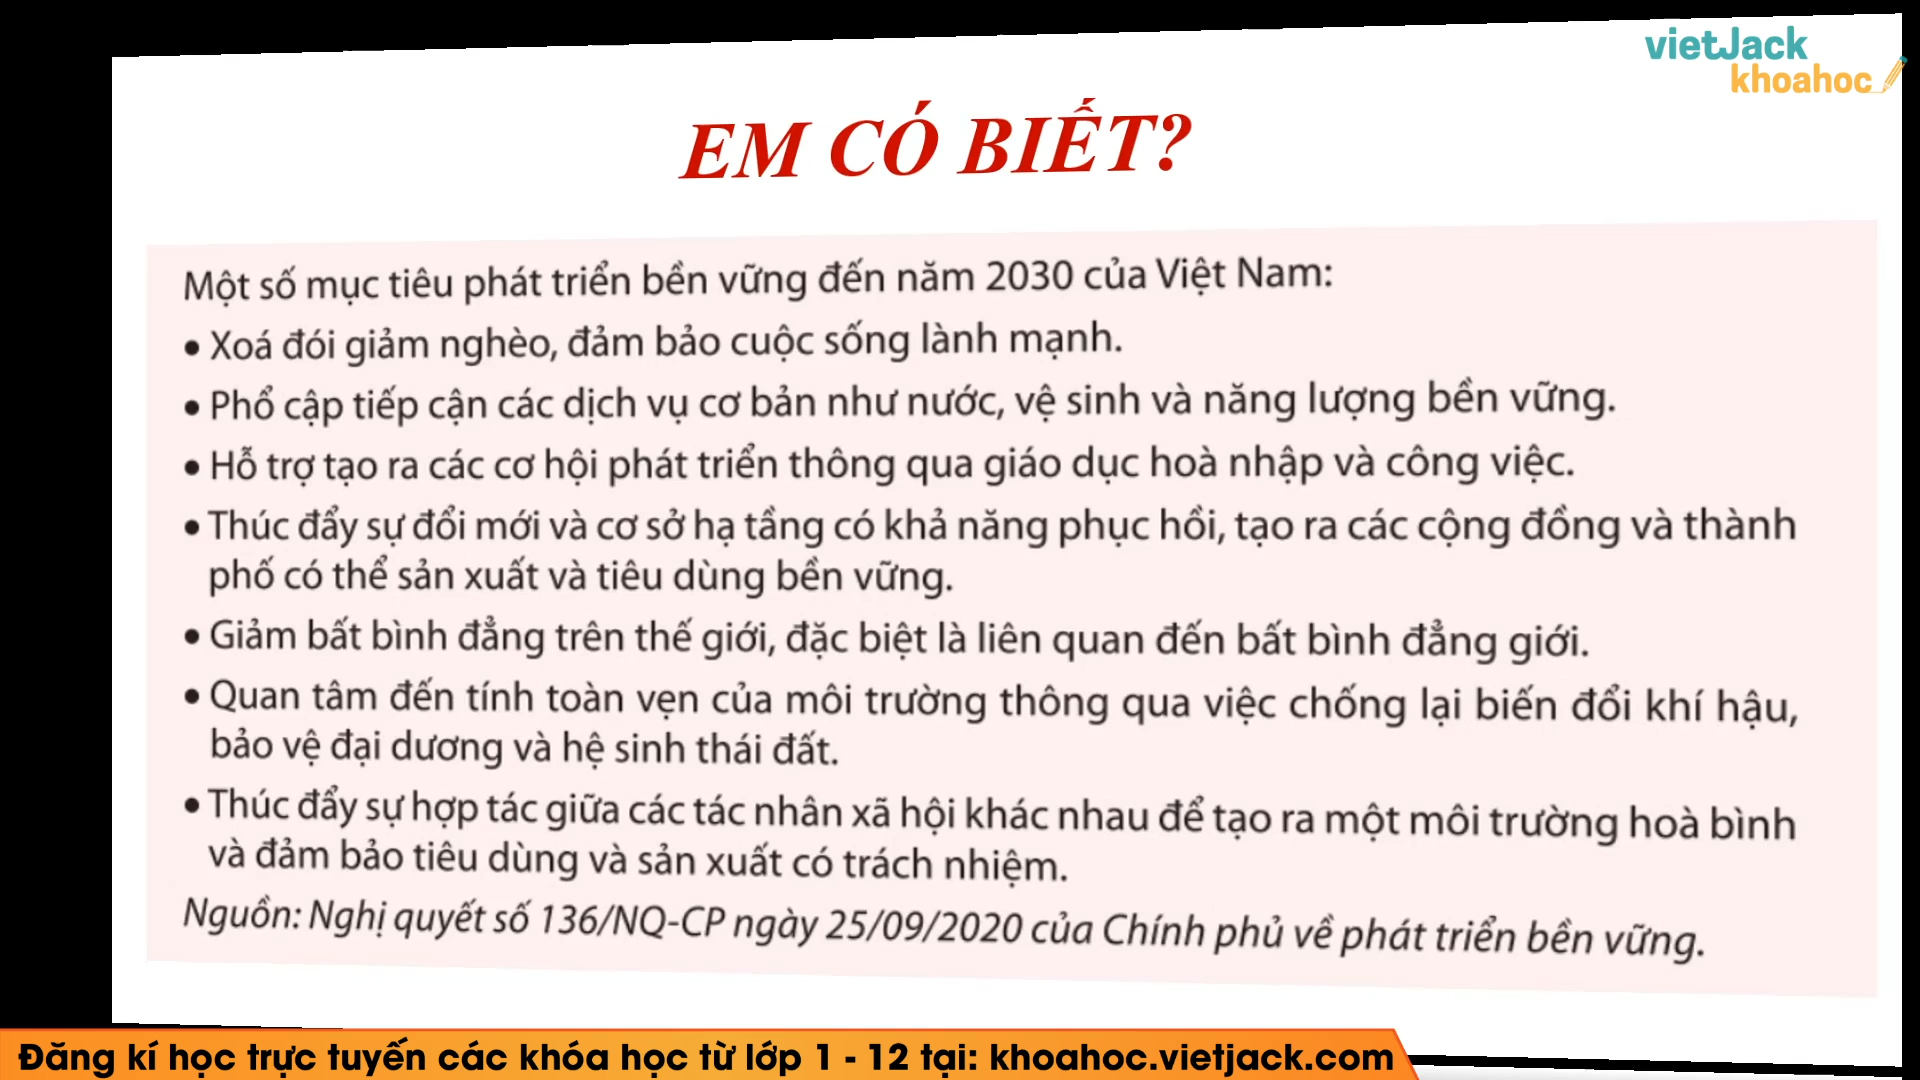 vietJack
khoahoc
EM CÓ BIẾT?
Một số mục tiêu phát triển bền vững đến năm 2030 của Việt Nam:
• Xoá đói giảm nghèo, đảm bảo cuộc sống lành mạnh.
• Phổ cập tiếp cận các dịch vụ cơ bản như nước, vệ sinh và năng lượng bền vững.
• Hỗ trợ tạo ra các cơ hội phát triển thông qua giáo dục hoà nhập và công việc.
• Thúc đẩy sự đổi mới và cơ sở hạ tầng có khả năng phục hồi, tạo ra các cộng đồng và thành
phố có thể sản xuất và tiêu dùng bền vững.
• Giảm bất bình đẳng trên thế giới, đặc biệt là liên quan đến bất bình đẳng giới.
• Quan tâm đến tính toàn vẹn của môi trường thông qua việc chống lại biến đổi khí hậu,
bảo vệ đại dương và hệ sinh thái đất.
• Thúc đẩy sự hợp tác giữa các tác nhân xã hội khác nhau để tạo ra một môi trường hoà bình
và đảm bảo tiêu dùng và sản xuất có trách nhiệm.
Nguồn: Nghị quyết số 136/NQ-CP ngày 25/09/2020 của Chính phủ về phát triển bền vững.
Đăng kí học trực tuyến các khóa học từ lớp 1 - 12 tại: khoahoc.vietjack.com